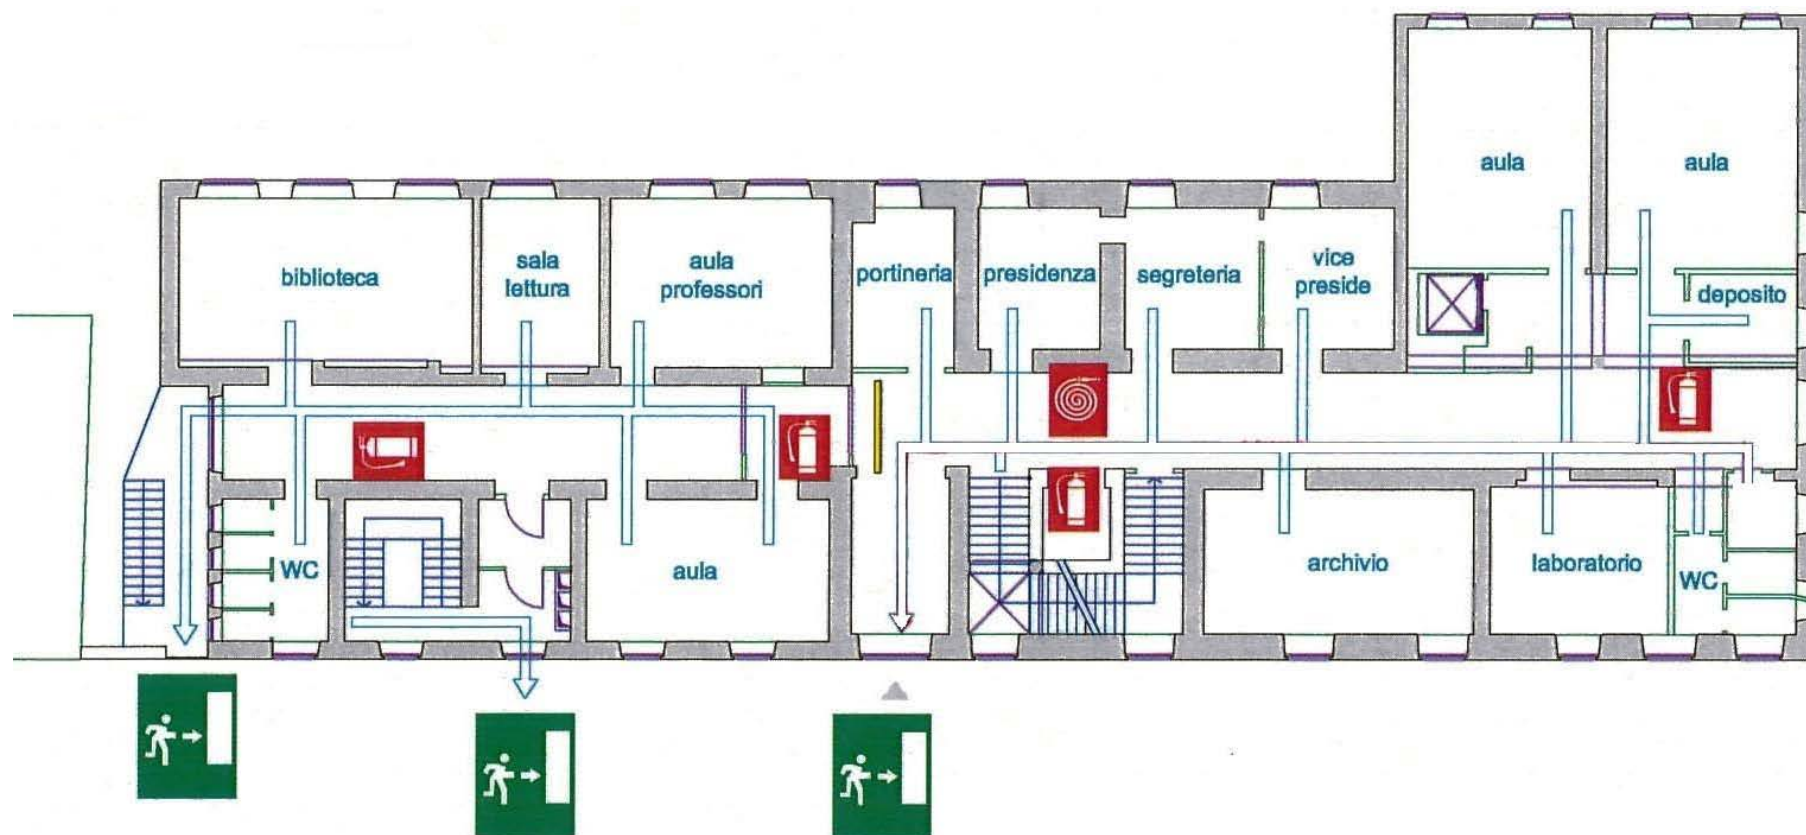 aula
aula
biblioteca
sala
lettura
aula
professori
portineria
presidenza
segreteria
vice
preside
deposito
WC
aula
archivio
laboratorio
WC